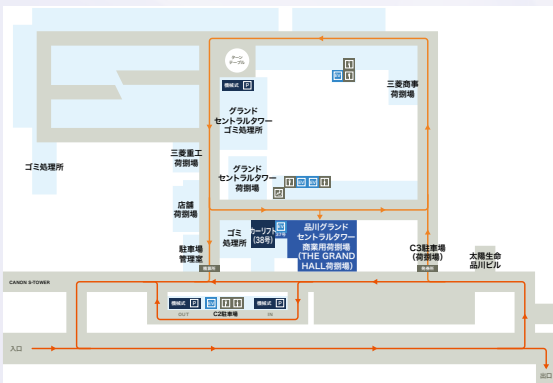 ターン
テーブル
機械式 P
三菱商事
荷捌場
グランド
セントラルタワー
ゴミ処理所
三菱重工
荷捌場
グランド
セントラルタワー
荷捌場
ゴミ処理所
店舗
荷捌場
ゴミ
処理所
カーリフト
(38号)
品川グランド
セントラルタワー
商業用荷捌場
(THE GRAND
HALL荷捌場)
駐車場
管理室
C3駐車場
(荷捌場)
太陽生命
品川ビル
CANON S-TOWER
機械式 P
機械式 P
OUT
C2駐車場
IN
入口
出口